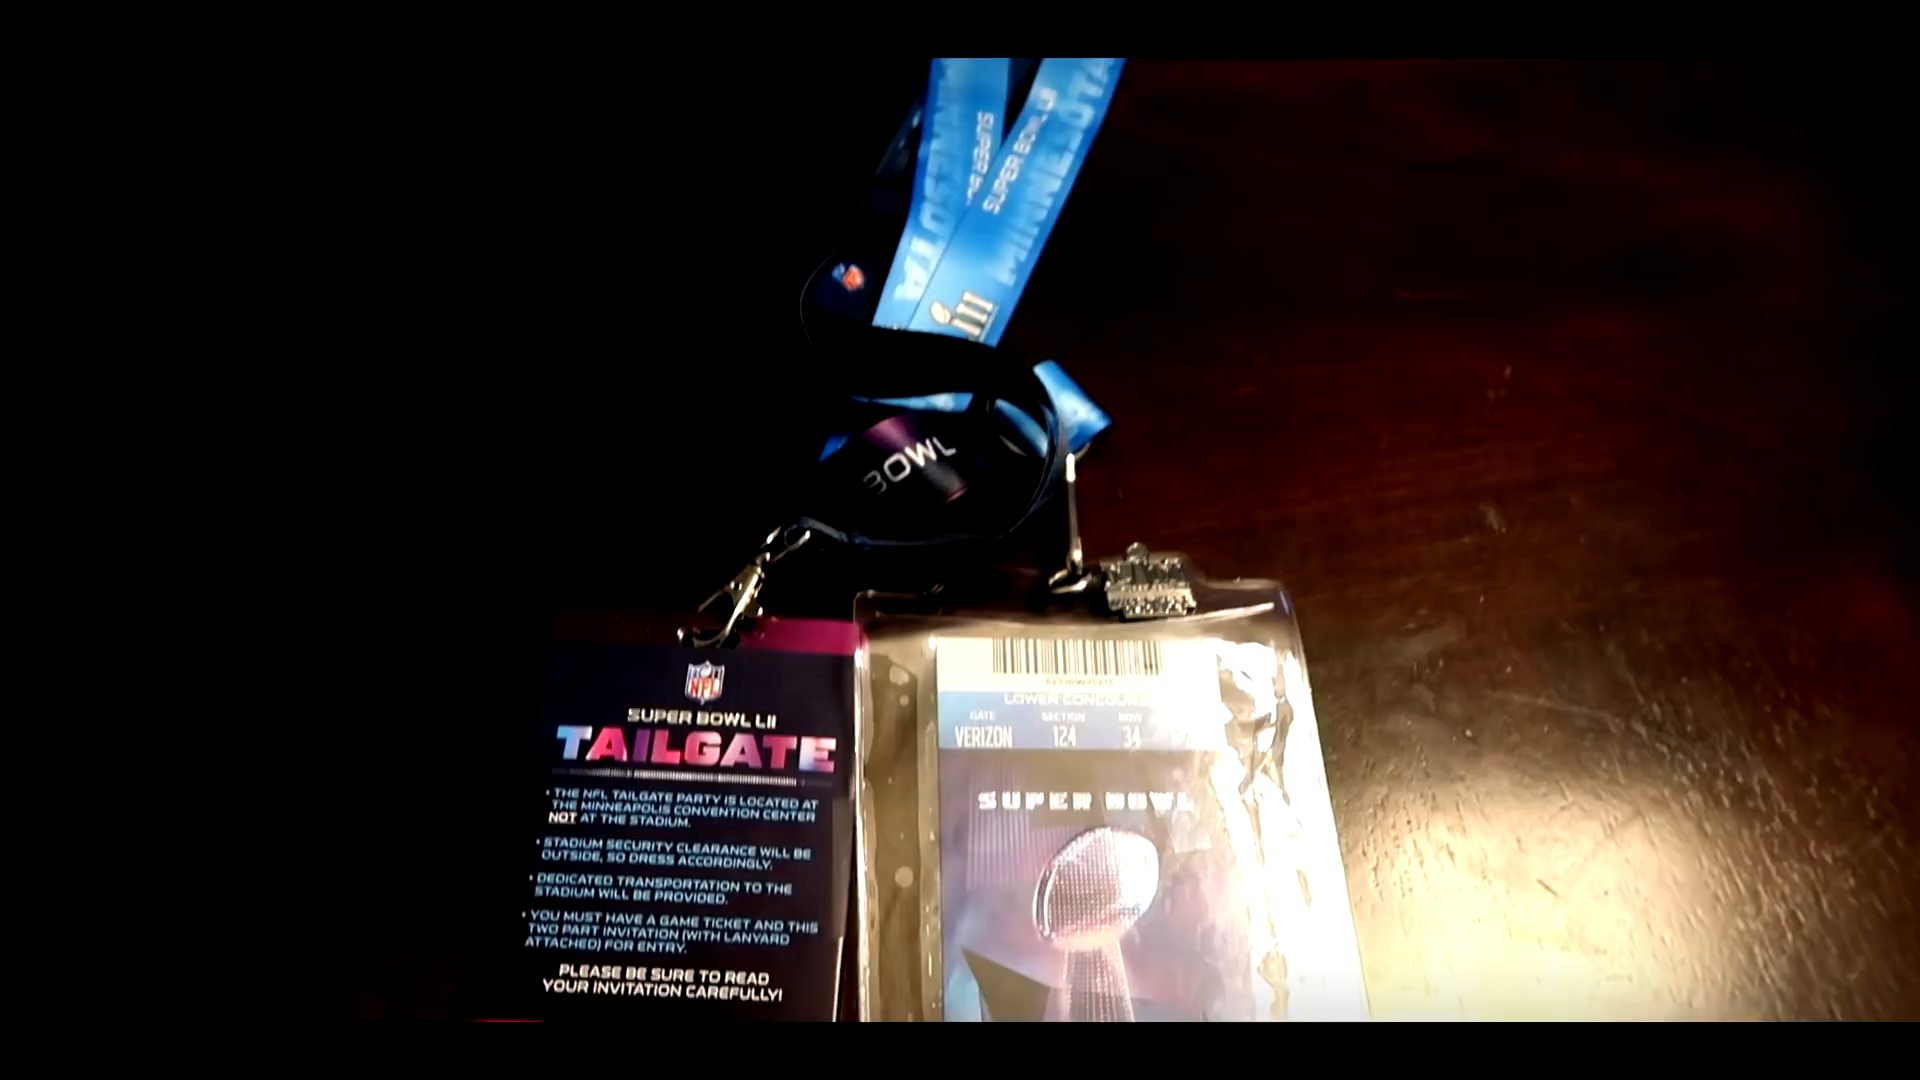 MINNESOTA
SUPER BOWL LII
MINNESOTA
SUPER
LII
BOWL
NFL
SUPER BOWL LII
TAILGATE
• THE NFL TAILGATE PARTY IS LOCATED AT
THE MINNEAPOLIS CONVENTION CENTER
NOT AT THE STADIUM.
• STADIUM SECURITY CLEARANCE WILL BE
OUTSIDE, SO DRESS ACCORDINGLY.
• DEDICATED TRANSPORTATION TO THE
STADIUM WILL BE PROVIDED.
• YOU MUST HAVE A GAME TICKET AND THIS
TWO PART INVITATION (WITH LANYARD
ATTACHED) FOR ENTRY.
PLEASE BE SURE TO READ
YOUR INVITATION CAREFULLY!
LOWER CONCOURSE
GATE SECTION ROW
VERIZON 124 34
SUPER BOWL